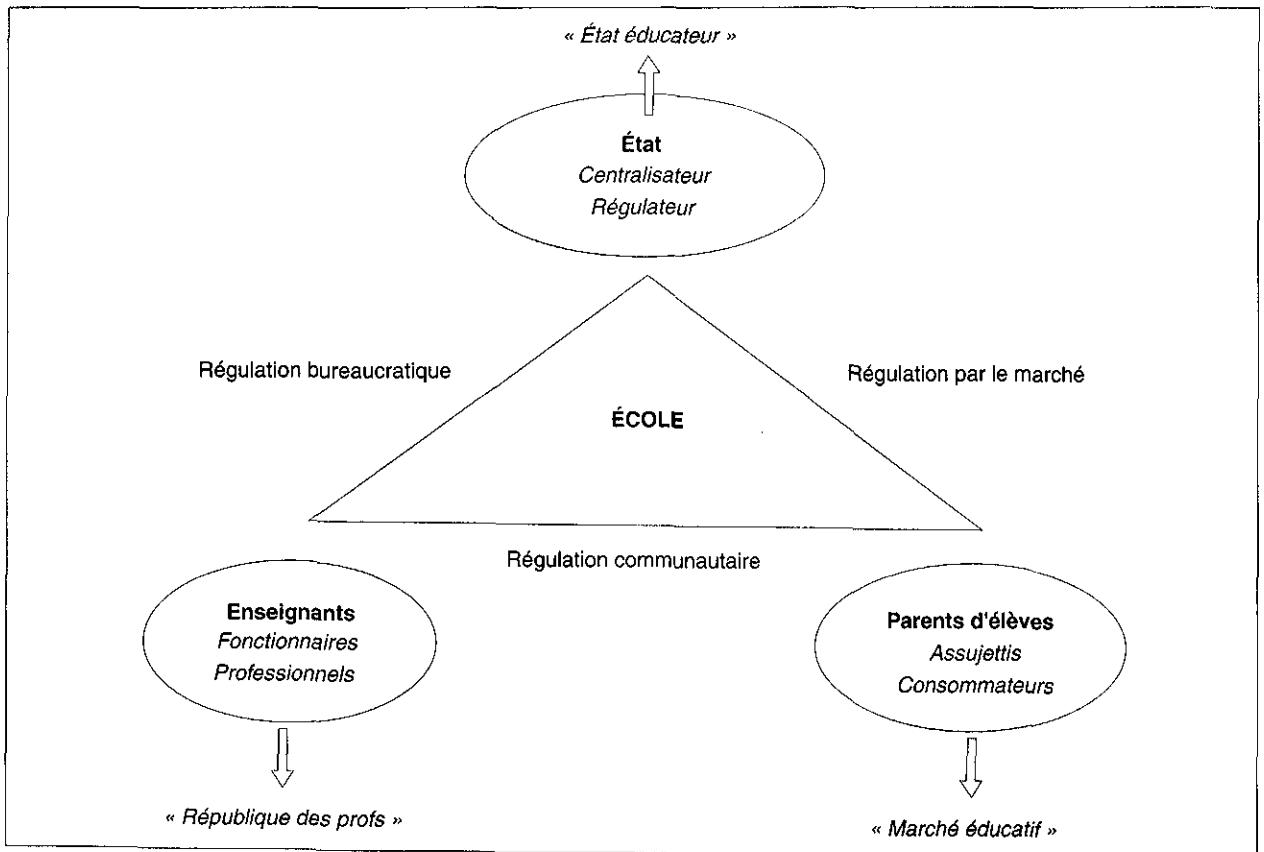 « État éducateur »
État
Centralisateur
Régulateur
Régulation bureaucratique
Régulation par le marché
ÉCOLE
Régulation communautaire
Enseignants
Fonctionnaires
Professionnels
Parents d'élèves
Assujettis
Consommateurs
« République des profs »
« Marché éducatif »